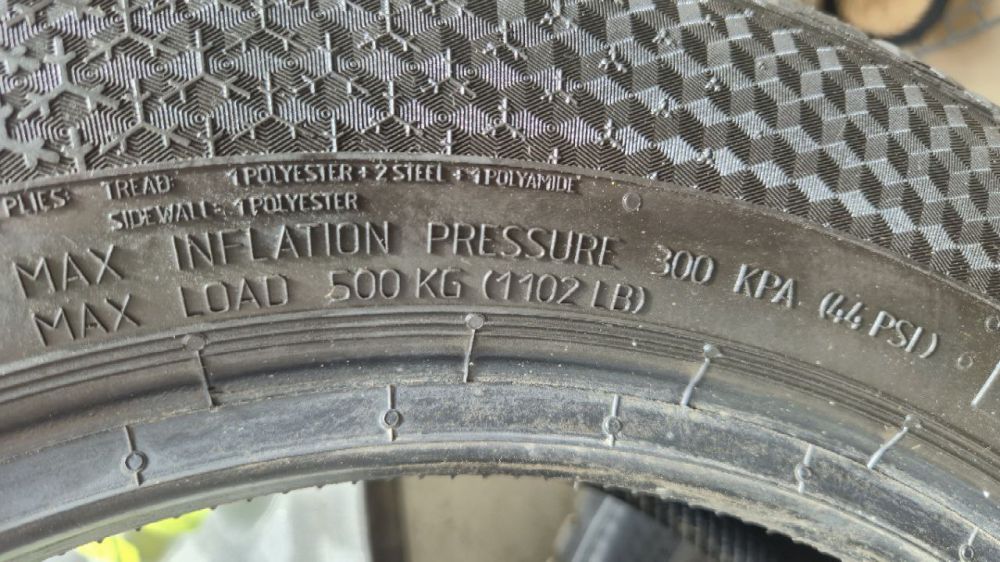 PLIES: TREAD: 1 POLYESTER + 2 STEEL + 1 POLYAMIDE
SIDEWALL: 1 POLYESTER
MAX INFLATION PRESSURE 300 KPA (44 PSI)
MAX LOAD 500 KG (1102 LB)